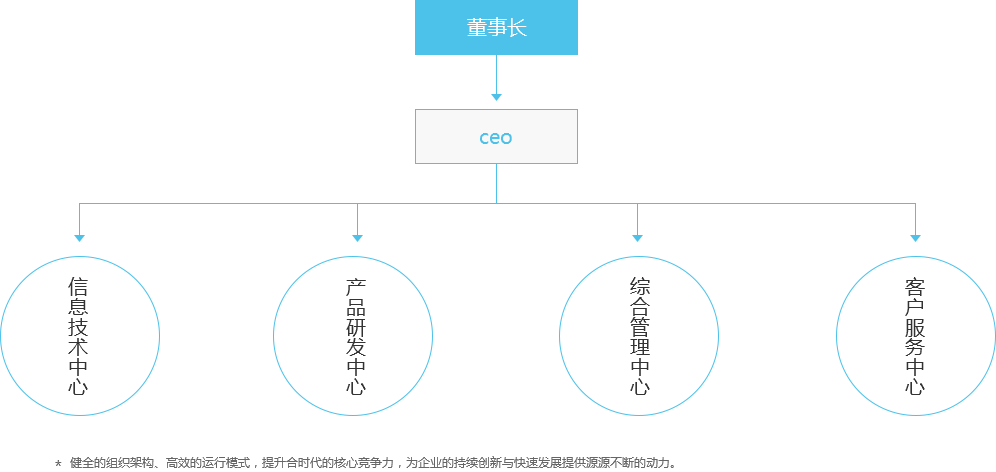 董事长
ceo
信息技术中心
产品研发中心
综合管理中心
客户服务中心
* 健全的组织架构、高效的运行模式，提升合时代的核心竞争力，为企业的持续创新与快速发展提供源源不断的动力。